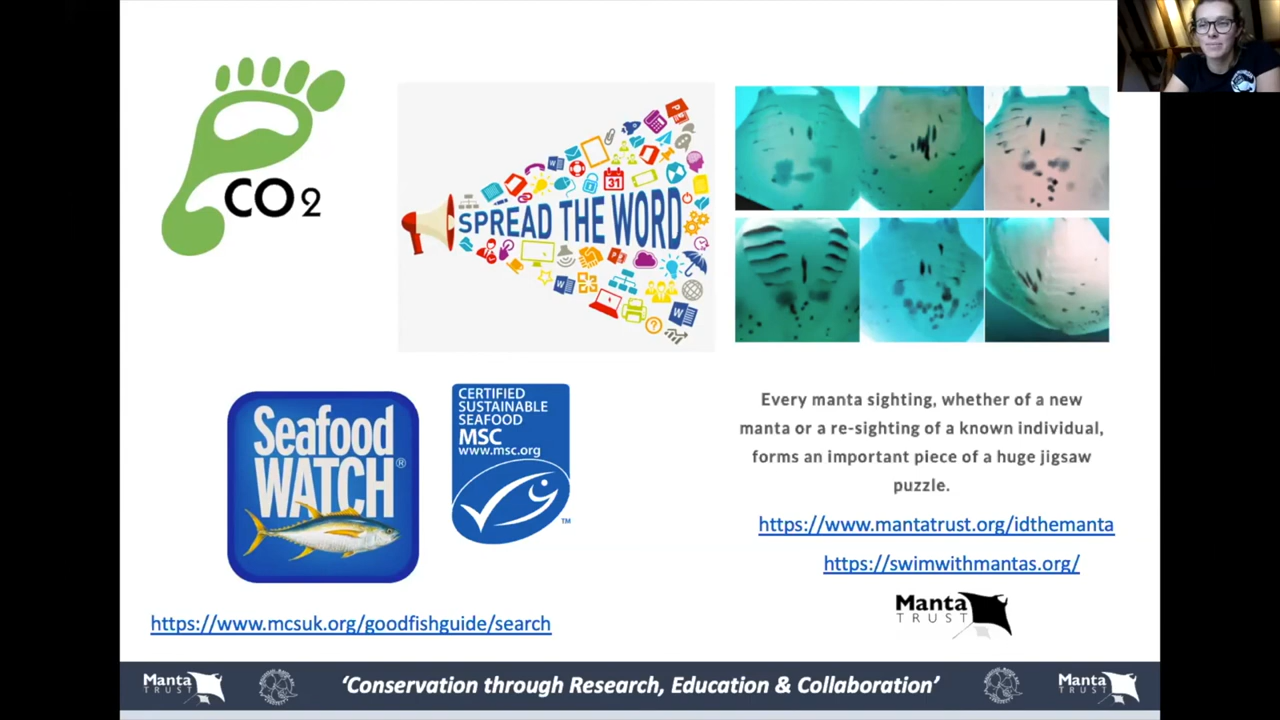 CO2
SPREAD THE WORD
31
Seafood
WATCH®
CERTIFIED
SUSTAINABLE
SEAFOOD
MSC
www.msc.org
TM
https://www.mcsuk.org/goodfishguide/search
Every manta sighting, whether of a new
manta or a re-sighting of a known individual,
forms an important piece of a huge jigsaw
puzzle.
https://www.mantatrust.org/idthemanta
https://swimwithmantas.org/
Manta
TRUST
Manta
TRUST
‘Conservation through Research, Education & Collaboration’
Manta
TRUST